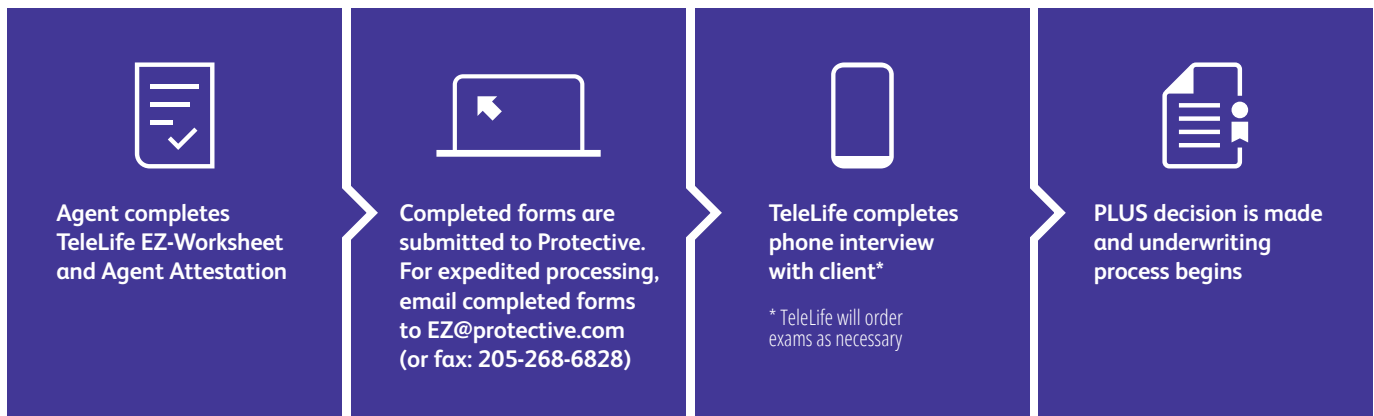 Agent completes
TeleLife EZ-Worksheet
and Agent Attestation
Completed forms are
submitted to Protective.
For expedited processing,
email completed forms
to EZ@protective.com
(or fax: 205-268-6828)
TeleLife completes
phone interview
with client*
* TeleLife will order
exams as necessary
PLUS decision is made
and underwriting
process begins